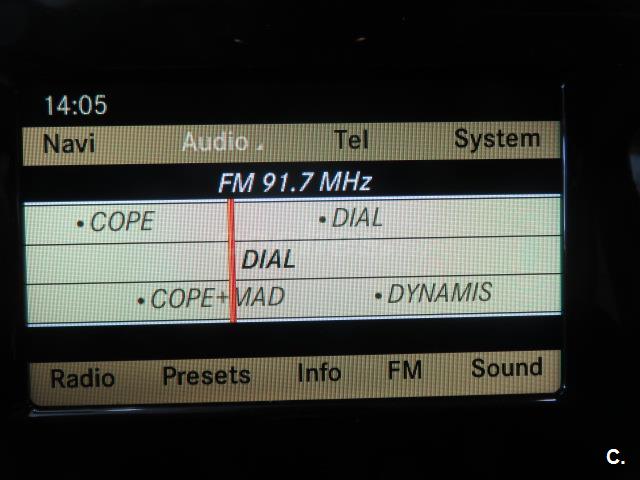 14:05
Navi Audio Tel System
FM 91.7 MHz
• COPE • DIAL
DIAL
• COPE+MAD • DYNAMIS
Radio Presets Info FM Sound
C.